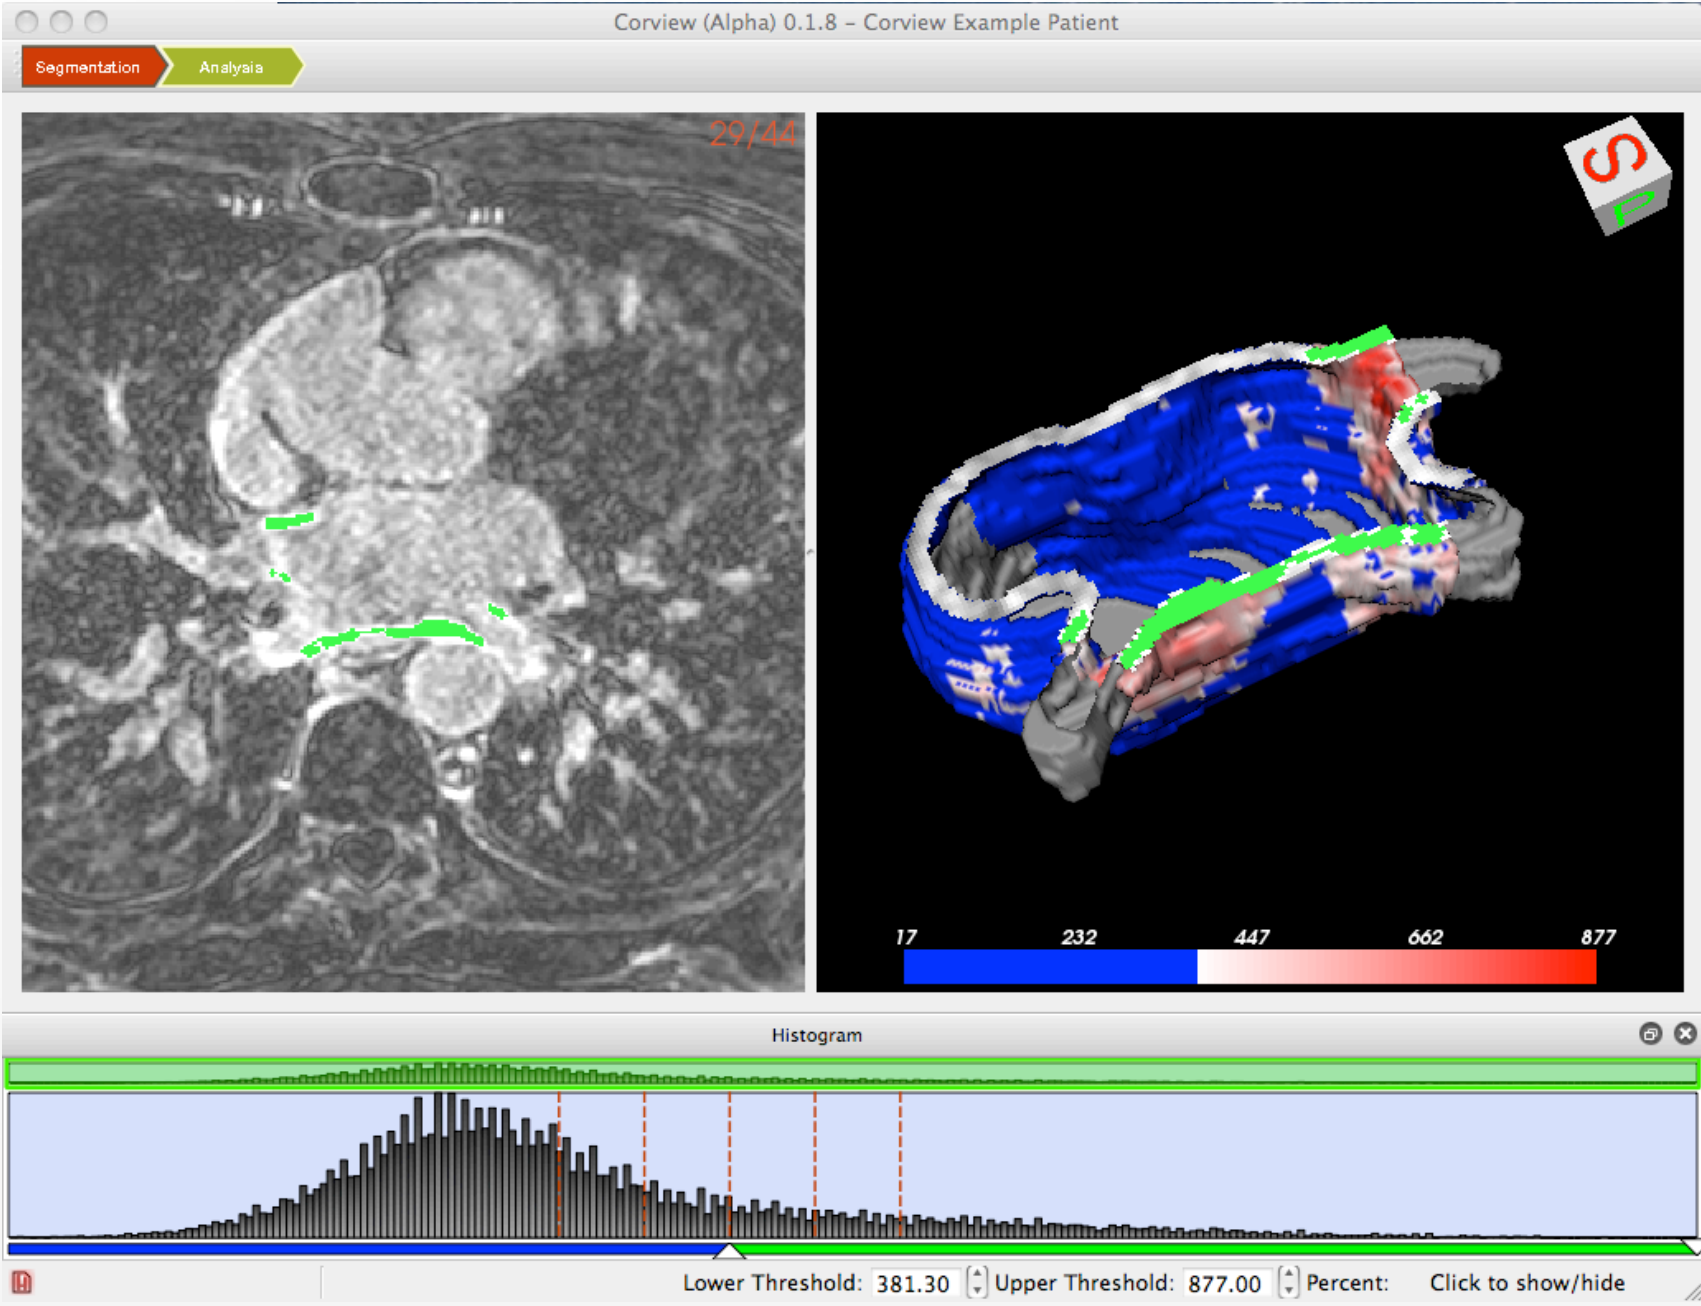 Corview (Alpha) 0.1.8 – Corview Example Patient
Segmentation
Analysis
29/44
S
P
17 232 447 662 877
Histogram
Lower Threshold: 381.30 Upper Threshold: 877.00 Percent: Click to show/hide